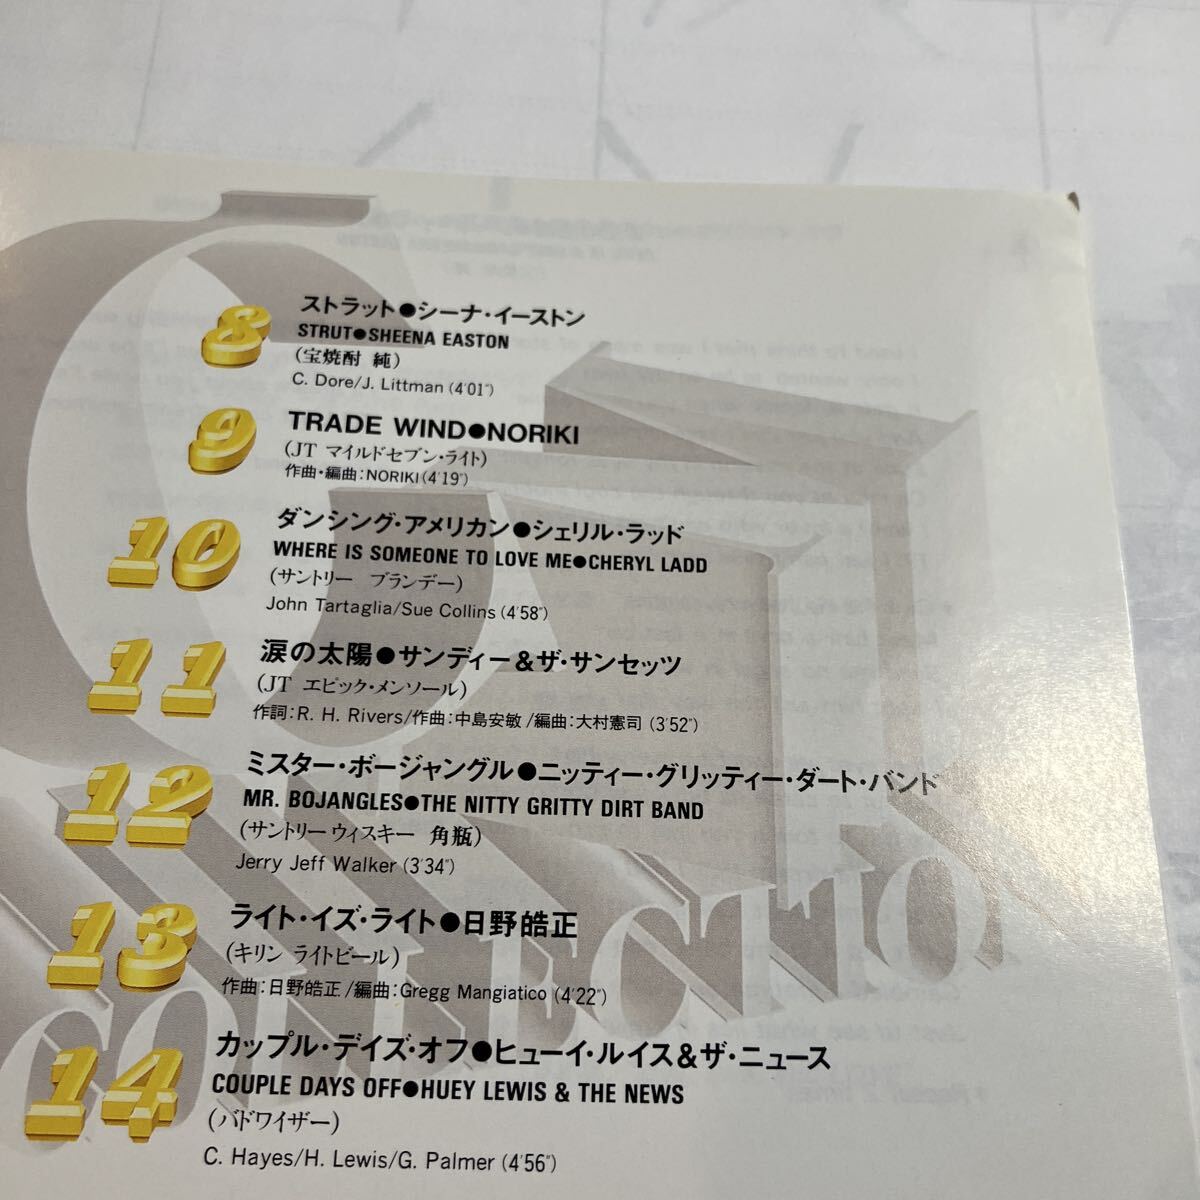 8
ストラット●シーナ・イーストン
STRUT●SHEENA EASTON
(宝焼酎 純)
C. Dore/J. Littman (4'01")
9
TRADE WIND●NORIKI
(JT マイルドセブン・ライト)
作曲・編曲:NORIKI(4'19")
10
ダンシング・アメリカン●シェリル・ラッド
WHERE IS SOMEONE TO LOVE ME●CHERYL LADD
(サントリー ブランデー)
John Tartaglia/Sue Collins (4'58")
11
涙の太陽●サンディー&ザ・サンセッツ
(JT エピック・メンソール)
作詞:R. H. Rivers/作曲:中島安敏/編曲:大村憲司 (3'52")
12
ミスター・ボージャングル●ニッティー・グリッティー・ダート・バンド
MR. BOJANGLES●THE NITTY GRITTY DIRT BAND
(サントリーウィスキー 角瓶)
Jerry Jeff Walker (3'34")
13
ライト・イズ・ライト●日野皓正
(キリン ライトビール)
作曲:日野皓正/編曲:Gregg Mangiatico (4'22")
14
カップル・デイズ・オフ●ヒューイ・ルイス&ザ・ニュース
COUPLE DAYS OFF●HUEY LEWIS & THE NEWS
(バドワイザー)
C. Hayes/H. Lewis/G. Palmer (4'56")